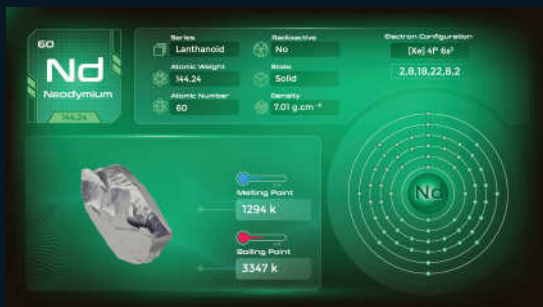 60
Nd
Neodymium
144.24
Series
Lanthanoid
Atomic Weight
144.24
Atomic Number
60
Radioactive
No
State
Solid
Density
7.01 g.cm⁻³
Electron Configuration
[Xe] 4f⁴ 6s²
2,8,18,22,8,2
Melting Point
1294 k
Boiling Point
3347 k
Nd